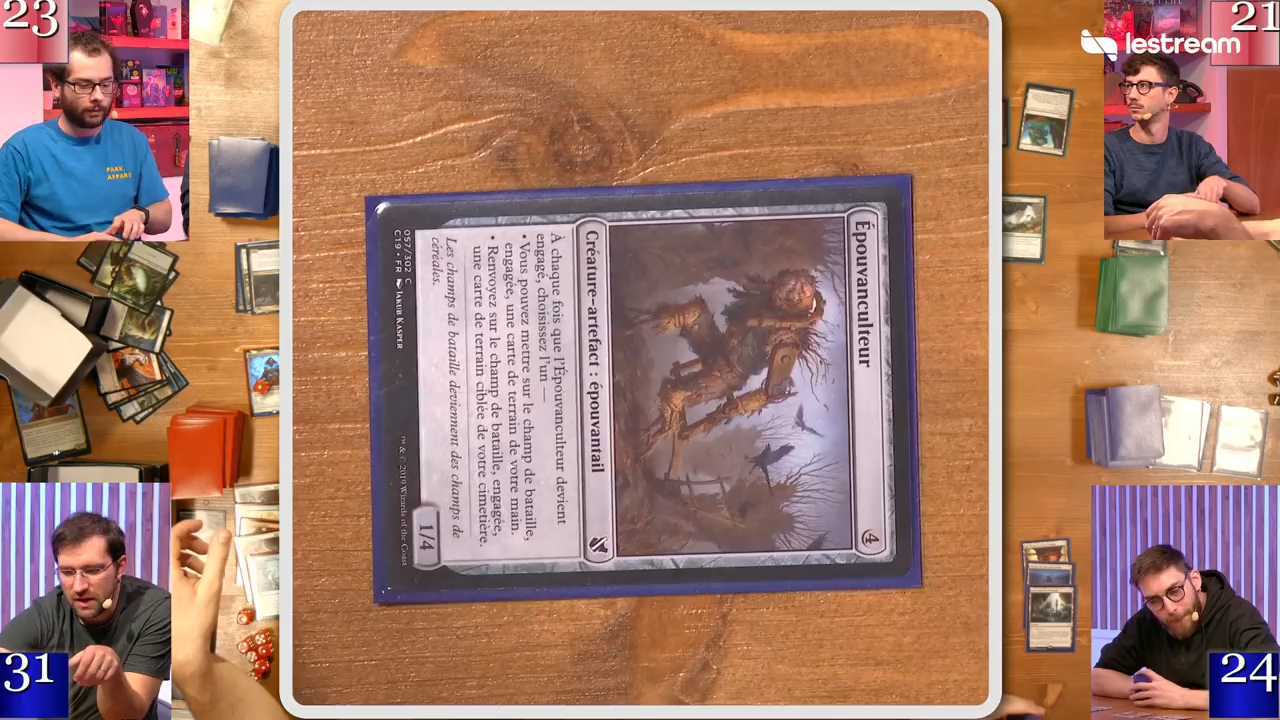 23
21
lestream
PARK
APPARE
Épouvanculteur
4
Créature-artefact : épouvantail
À chaque fois que l'Épouvanculteur devient
engagé, choisissez l'un —
• Vous pouvez mettre sur le champ de bataille,
engagée, une carte de terrain de votre main.
• Renvoyez sur le champ de bataille, engagée,
une carte de terrain ciblée de votre cimetière.
Les champs de bataille deviennent des champs de
céréales.
1/4
057/302 C
C19 • FR JAKUB KASPER
™ & © 2019 Wizards of the Coast
31
24